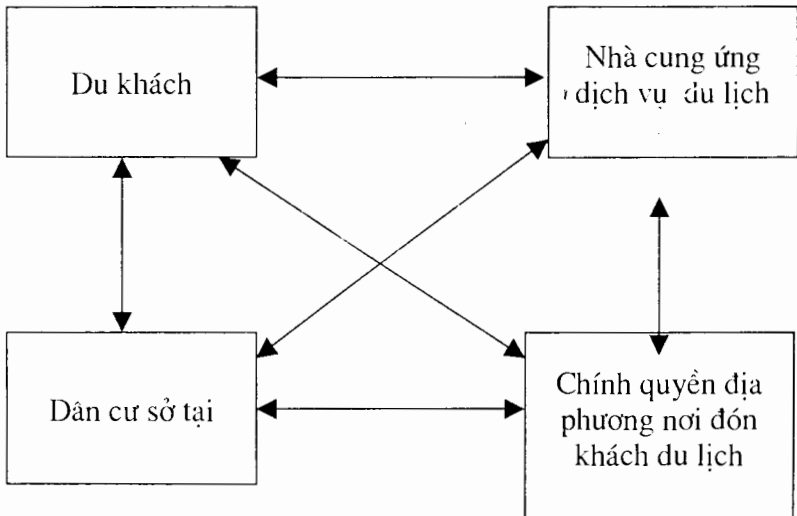 Du khách
Nhà cung ứng
dịch vụ du lịch
Dân cư sở tại
Chính quyền địa
phương nơi đón
khách du lịch